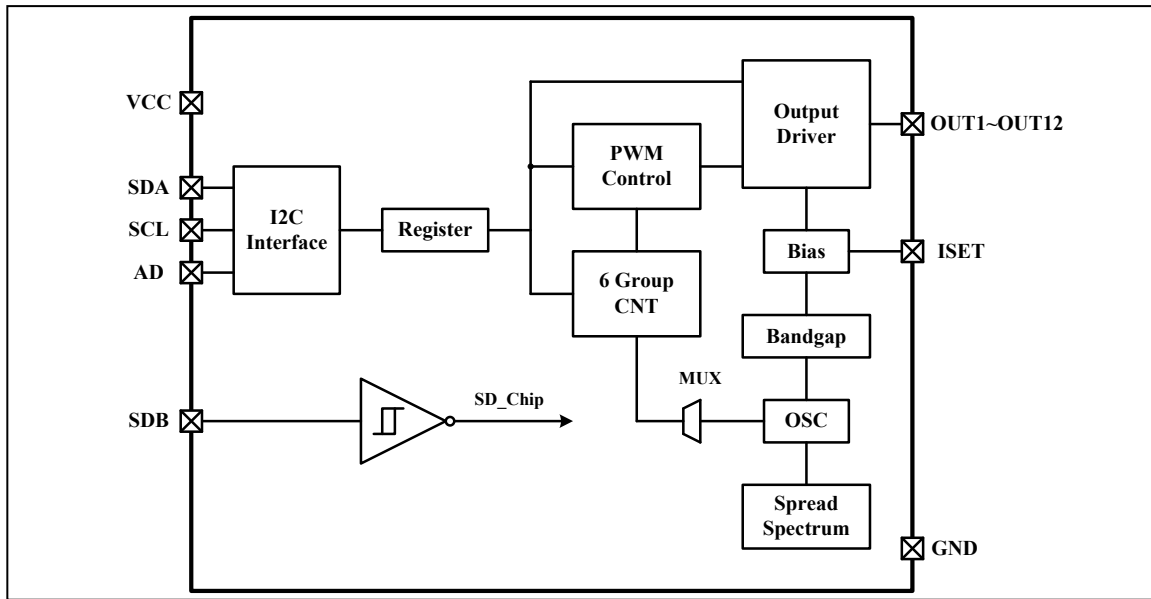 VCC
SDA
SCL
AD
SDB
I2C
Interface
Register
SD_Chip
PWM
Control
6 Group
CNT
MUX
Output
Driver
Bias
Bandgap
OSC
Spread
Spectrum
OUT1~OUT12
ISET
GND